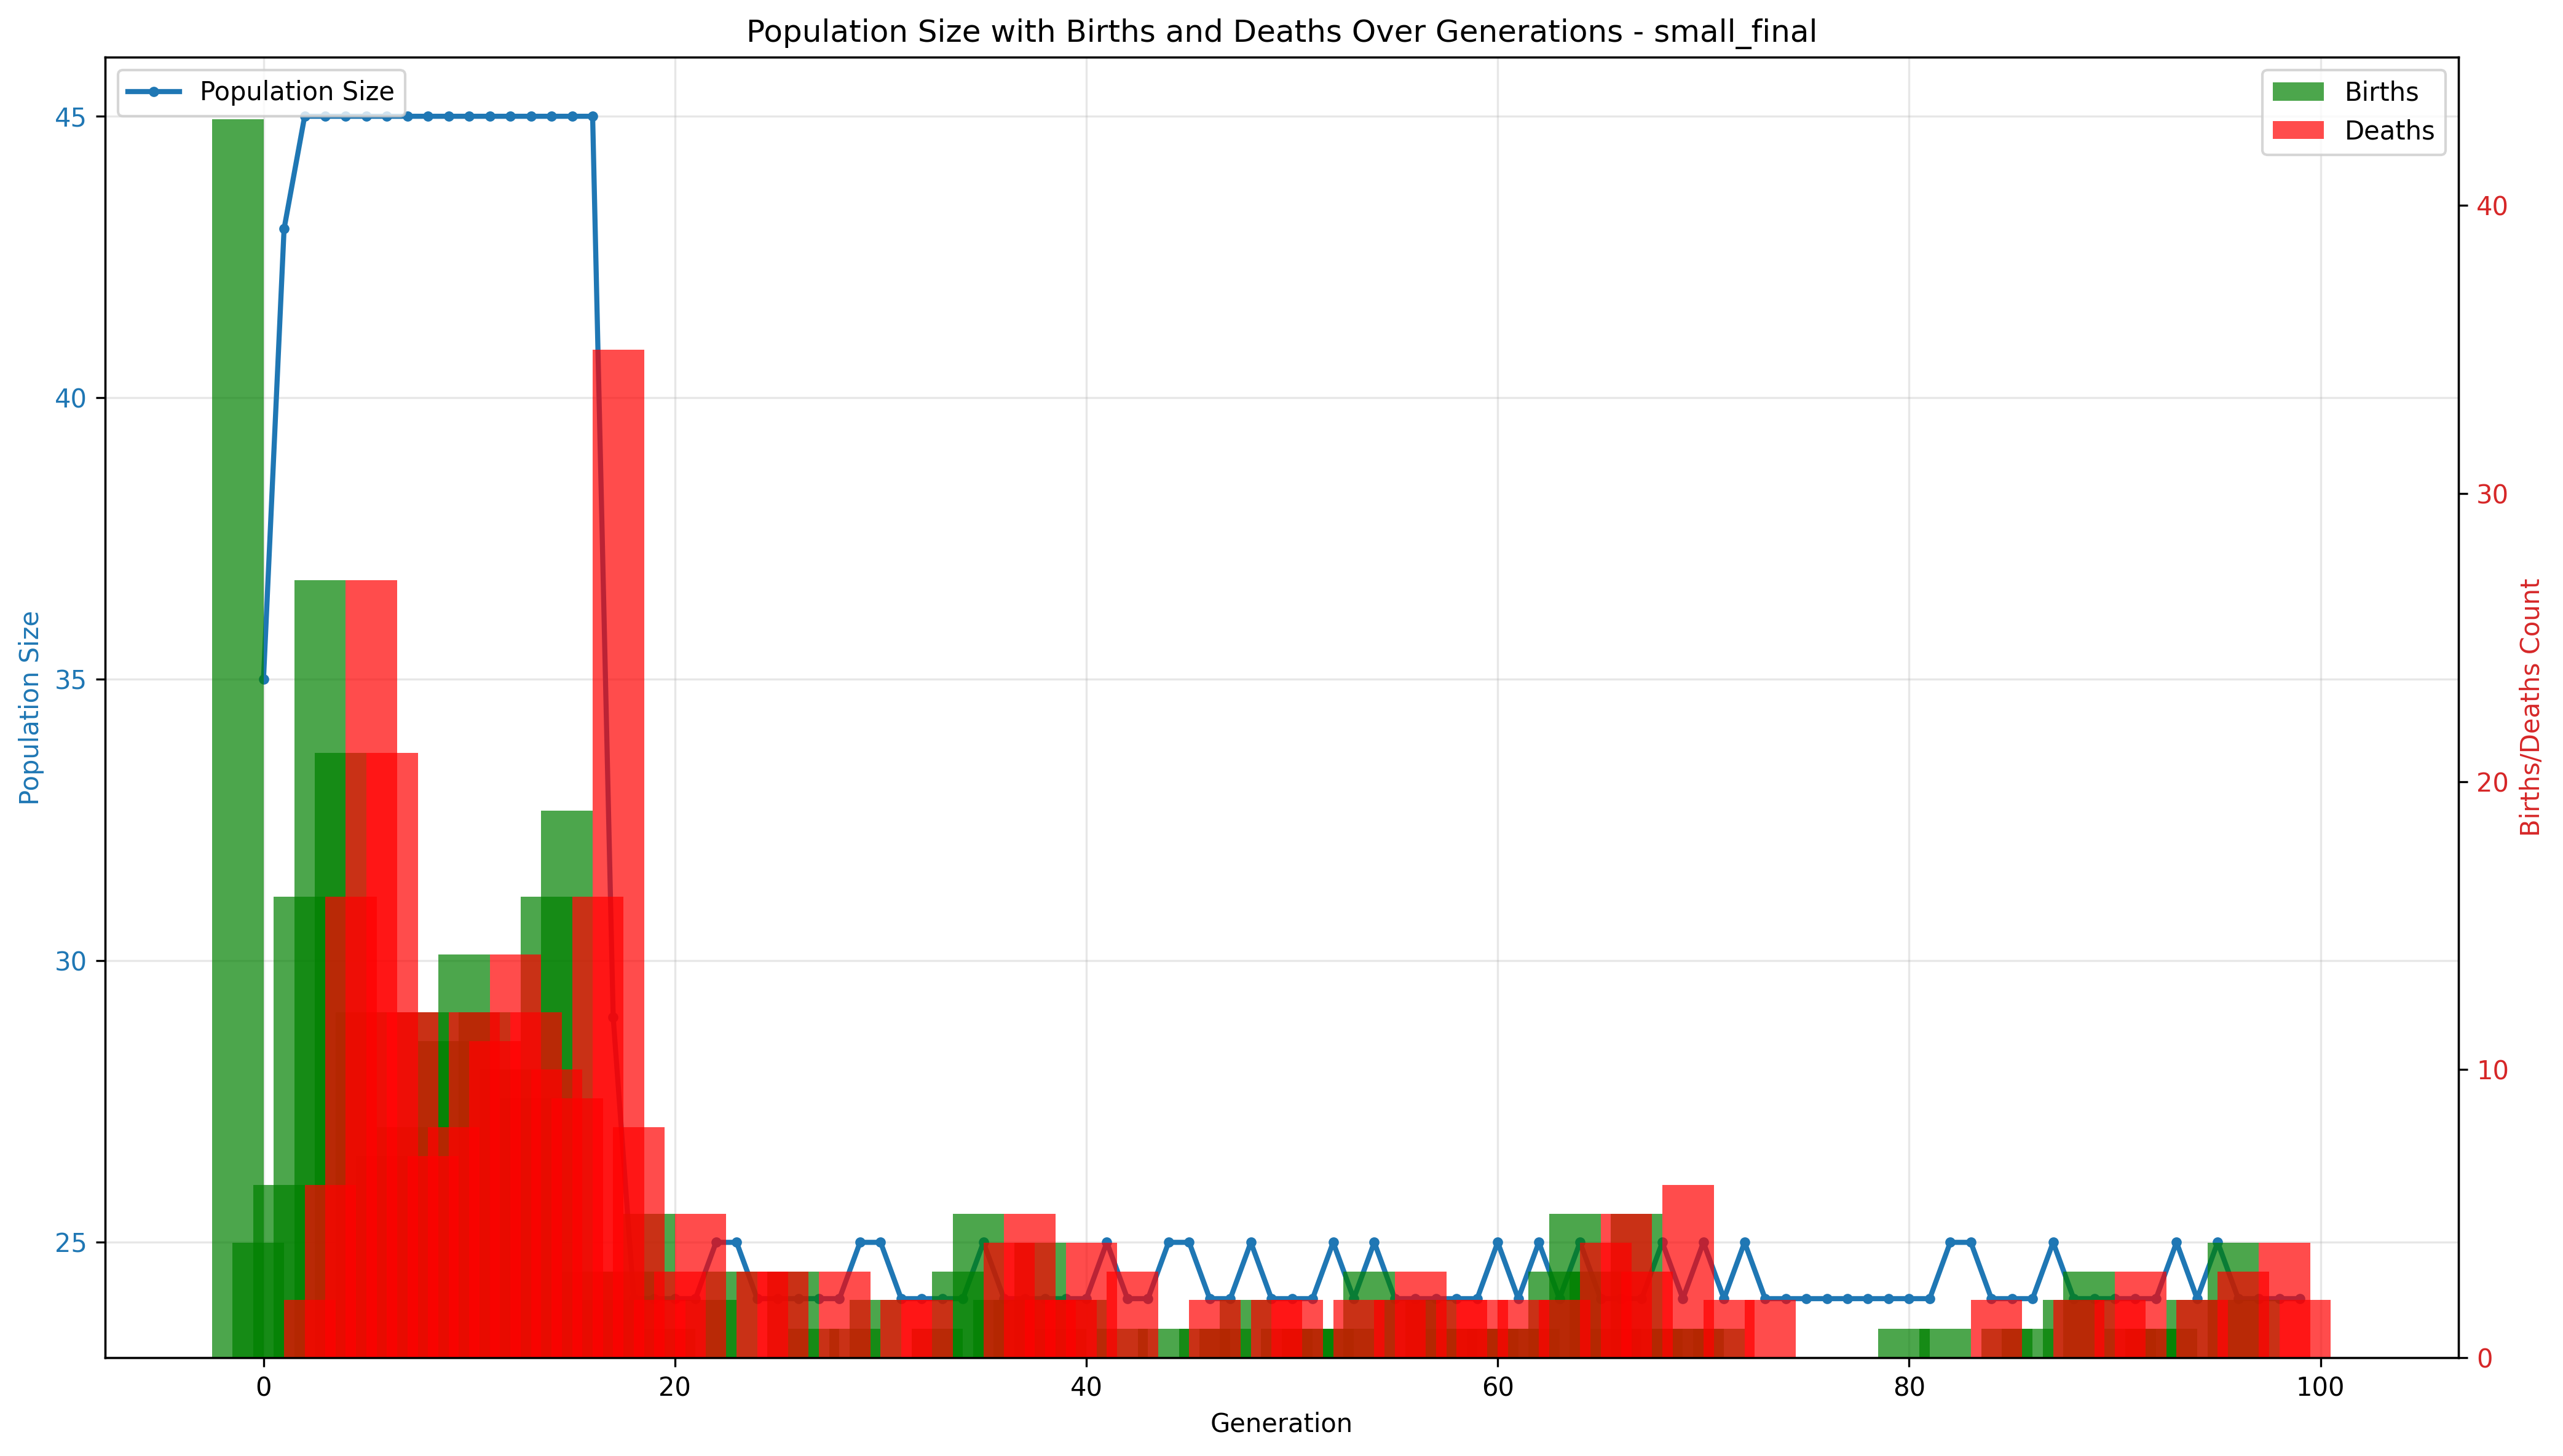 Population Size with Births and Deaths Over Generations - small_final
Population Size
Births
Deaths
45
40
35
30
25
Population Size
40
30
20
10
0
Births/Deaths Count
0
20
40
60
80
100
Generation